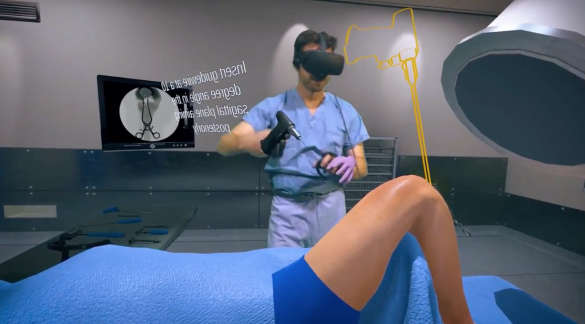 Insert guidewire at a 10
degree angle in the
sagittal plane aiming
posteriorly